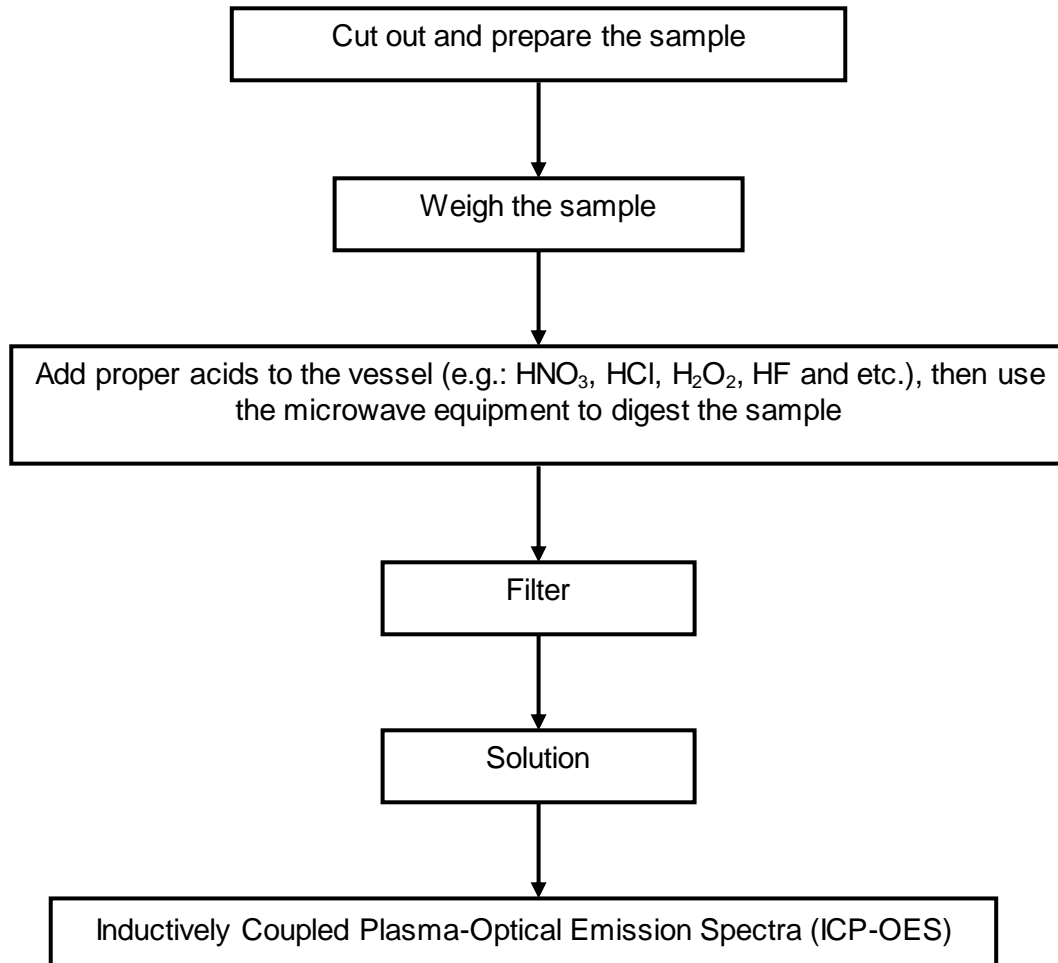 Cut out and prepare the sample
Weigh the sample
Add proper acids to the vessel (e.g.: HNO₃, HCl, H₂O₂, HF and etc.), then use
the microwave equipment to digest the sample
Filter
Solution
Inductively Coupled Plasma-Optical Emission Spectra (ICP-OES)